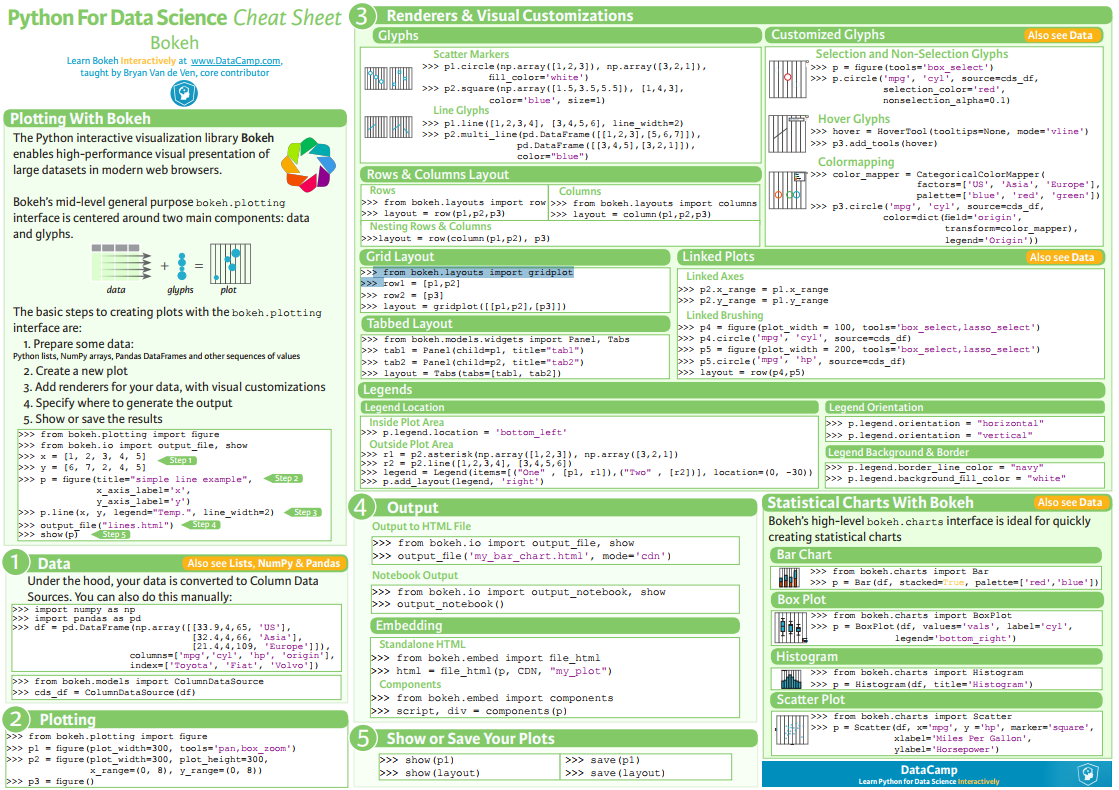 Python For Data Science Cheat Sheet
Bokeh
Learn Bokeh Interactively at www.DataCamp.com,
taught by Bryan Van de Ven, core contributor
Plotting With Bokeh
The Python interactive visualization library Bokeh
enables high-performance visual presentation of
large datasets in modern web browsers.
Bokeh's mid-level general purpose bokeh.plotting
interface is centered around two main components: data
and glyphs.
+ =
data glyphs plot
The basic steps to creating plots with the bokeh.plotting
interface are:
1. Prepare some data:
Python lists, NumPy arrays, Pandas DataFrames and other sequences of values
2. Create a new plot
3. Add renderers for your data, with visual customizations
4. Specify where to generate the output
5. Show or save the results
>>> from bokeh.plotting import figure
>>> from bokeh.io import output_file, show
>>> x = [1, 2, 3, 4, 5] Step 1
>>> y = [6, 7, 2, 4, 5]
>>> p = figure(title="simple line example", Step 2
x_axis_label='x',
y_axis_label='y')
>>> p.line(x, y, legend="Temp.", line_width=2) Step 3
>>> output_file("lines.html") Step 4
>>> show(p) Step 5
1 Data Also see Lists, NumPy & Pandas
Under the hood, your data is converted to Column Data
Sources. You can also do this manually:
>>> import numpy as np
>>> import pandas as pd
>>> df = pd.DataFrame(np.array([[33.9,4,65, 'US'],
[32.4,4,66, 'Asia'],
[21.4,4,109, 'Europe']]),
columns=['mpg','cyl', 'hp', 'origin'],
index=['Toyota', 'Fiat', 'Volvo'])
>>> from bokeh.models import ColumnDataSource
>>> cds_df = ColumnDataSource(df)
2 Plotting
>>> from bokeh.plotting import figure
>>> p1 = figure(plot_width=300, tools='pan,box_zoom')
>>> p2 = figure(plot_width=300, plot_height=300,
x_range=(0, 8), y_range=(0, 8))
>>> p3 = figure()
3 Renderers & Visual Customizations
Glyphs
Scatter Markers
>>> p1.circle(np.array([1,2,3]), np.array([3,2,1]),
fill_color='white')
>>> p2.square(np.array([1.5,3.5,5.5]), [1,4,3],
color='blue', size=1)
Line Glyphs
>>> p1.line([1,2,3,4], [3,4,5,6], line_width=2)
>>> p2.multi_line(pd.DataFrame([[1,2,3],[5,6,7]]),
pd.DataFrame([[3,4,5],[3,2,1]]),
color="blue")
Rows & Columns Layout
Rows
>>> from bokeh.layouts import row
>>> layout = row(p1,p2,p3)
Columns
>>> from bokeh.layouts import columns
>>> layout = column(p1,p2,p3)
Nesting Rows & Columns
>>>layout = row(column(p1,p2), p3)
Grid Layout
>>> from bokeh.layouts import gridplot
>>> row1 = [p1,p2]
>>> row2 = [p3]
>>> layout = gridplot([[p1,p2],[p3]])
Tabbed Layout
>>> from bokeh.models.widgets import Panel, Tabs
>>> tab1 = Panel(child=p1, title="tab1")
>>> tab2 = Panel(child=p2, title="tab2")
>>> layout = Tabs(tabs=[tab1, tab2])
Customized Glyphs Also see Data
Selection and Non-Selection Glyphs
>>> p = figure(tools='box_select')
>>> p.circle('mpg', 'cyl', source=cds_df,
selection_color='red',
nonselection_alpha=0.1)
Hover Glyphs
>>> hover = HoverTool(tooltips=None, mode='vline')
>>> p3.add_tools(hover)
Colormapping
>>> color_mapper = CategoricalColorMapper(
factors=['US', 'Asia', 'Europe'],
palette=['blue', 'red', 'green'])
>>> p3.circle('mpg', 'cyl', source=cds_df,
color=dict(field='origin',
transform=color_mapper),
legend='Origin'))
Linked Plots Also see Data
Linked Axes
>>> p2.x_range = p1.x_range
>>> p2.y_range = p1.y_range
Linked Brushing
>>> p4 = figure(plot_width = 100, tools='box_select,lasso_select')
>>> p4.circle('mpg', 'cyl', source=cds_df)
>>> p5 = figure(plot_width = 200, tools='box_select,lasso_select')
>>> p5.circle('mpg', 'hp', source=cds_df)
>>> layout = row(p4,p5)
Legends
Legend Location
Inside Plot Area
>>> p.legend.location = 'bottom_left'
Outside Plot Area
>>> r1 = p2.asterisk(np.array([1,2,3]), np.array([3,2,1])
>>> r2 = p2.line([1,2,3,4], [3,4,5,6])
>>> legend = Legend(items=[("One" , [p1, r1]),("Two" , [r2])], location=(0, -30))
>>> p.add_layout(legend, 'right')
Legend Orientation
>>> p.legend.orientation = "horizontal"
>>> p.legend.orientation = "vertical"
Legend Background & Border
>>> p.legend.border_line_color = "navy"
>>> p.legend.background_fill_color = "white"
4 Output
Output to HTML File
>>> from bokeh.io import output_file, show
>>> output_file('my_bar_chart.html', mode='cdn')
Notebook Output
>>> from bokeh.io import output_notebook, show
>>> output_notebook()
Embedding
Standalone HTML
>>> from bokeh.embed import file_html
>>> html = file_html(p, CDN, "my_plot")
Components
>>> from bokeh.embed import components
>>> script, div = components(p)
5 Show or Save Your Plots
>>> show(p1) >>> save(p1)
>>> show(layout) >>> save(layout)
Statistical Charts With Bokeh Also see Data
Bokeh's high-level bokeh.charts interface is ideal for quickly
creating statistical charts
Bar Chart
>>> from bokeh.charts import Bar
>>> p = Bar(df, stacked=True, palette=['red','blue'])
Box Plot
>>> from bokeh.charts import BoxPlot
>>> p = BoxPlot(df, values='vals', label='cyl',
legend='bottom_right')
Histogram
>>> from bokeh.charts import Histogram
>>> p = Histogram(df, title='Histogram')
Scatter Plot
>>> from bokeh.charts import Scatter
>>> p = Scatter(df, x='mpg', y ='hp', marker='square',
xlabel='Miles Per Gallon',
ylabel='Horsepower')
DataCamp
Learn Python for Data Science Interactively